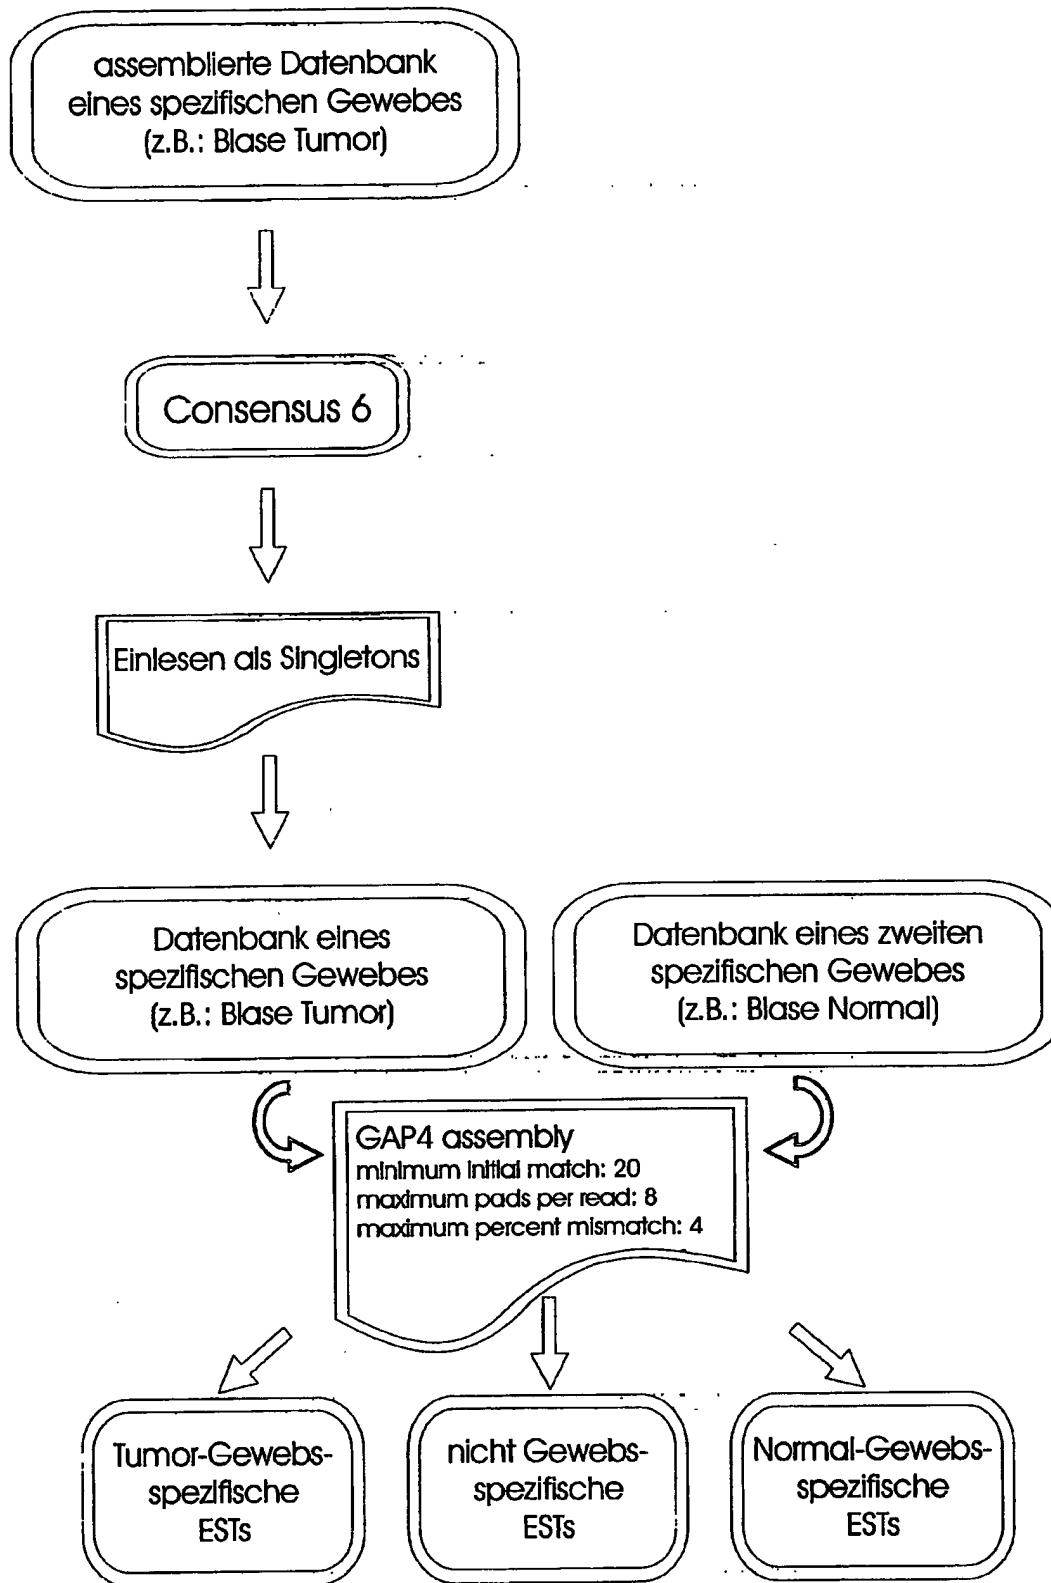 assemblierte Datenbank
eines spezifischen Gewebes
(z.B.: Blase Tumor)
Consensus 6
Einlesen als Singletons
Datenbank eines
spezifischen Gewebes
(z.B.: Blase Tumor)
Datenbank eines zweiten
spezifischen Gewebes
(z.B.: Blase Normal)
GAP4 assembly
minimum initial match: 20
maximum pads per read: 8
maximum percent mismatch: 4
Tumor-Gewebs-
spezifische
ESTs
nicht Gewebs-
spezifische
ESTs
Normal-Gewebs-
spezifische
ESTs